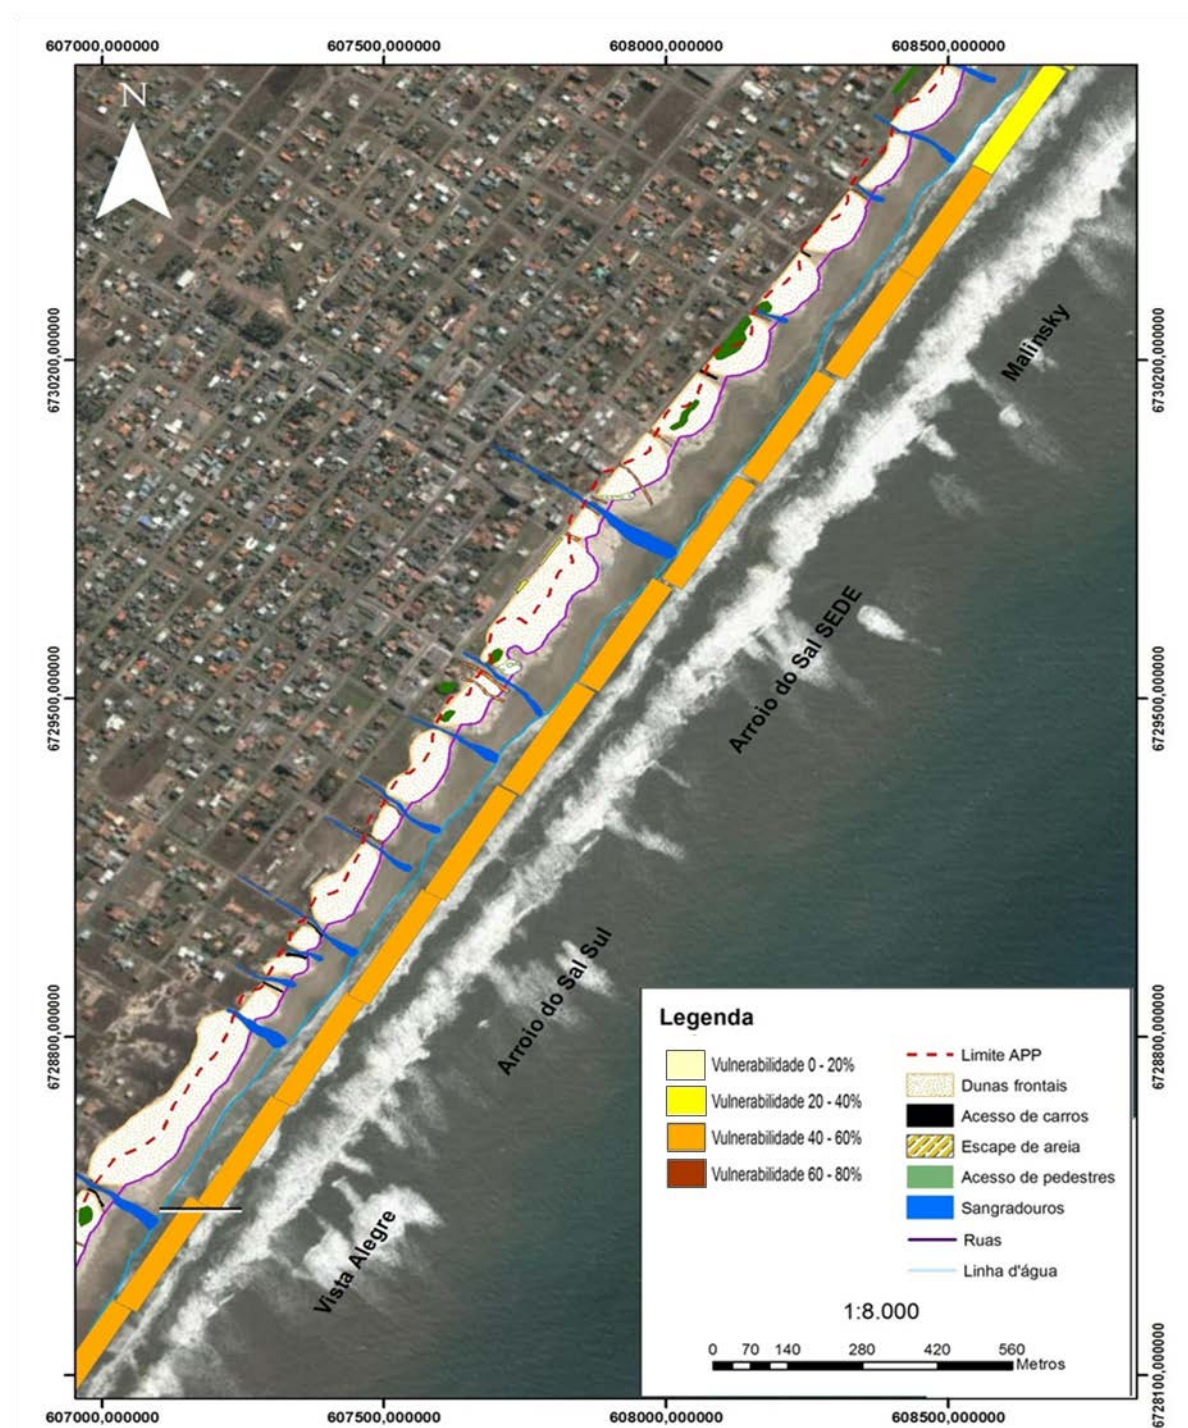 607000,000000 607500,000000 608000,000000 608500,000000
N
6730200,000000
6730200,000000
Malinsky
6729500,000000
6729500,000000
Arroio do Sal SEDE
Arroio do Sal Sul
6728800,000000
6728800,000000
Vista Alegre
6728100,000000
Legenda
Vulnerabilidade 0 - 20%
Vulnerabilidade 20 - 40%
Vulnerabilidade 40 - 60%
Vulnerabilidade 60 - 80%
Limite APP
Dunas frontais
Acesso de carros
Escape de areia
Acesso de pedestres
Sangradouros
Ruas
Linha d'água
1:8.000
0 70 140 280 420 560
Metros
607000,000000 607500,000000 608000,000000 608500,000000